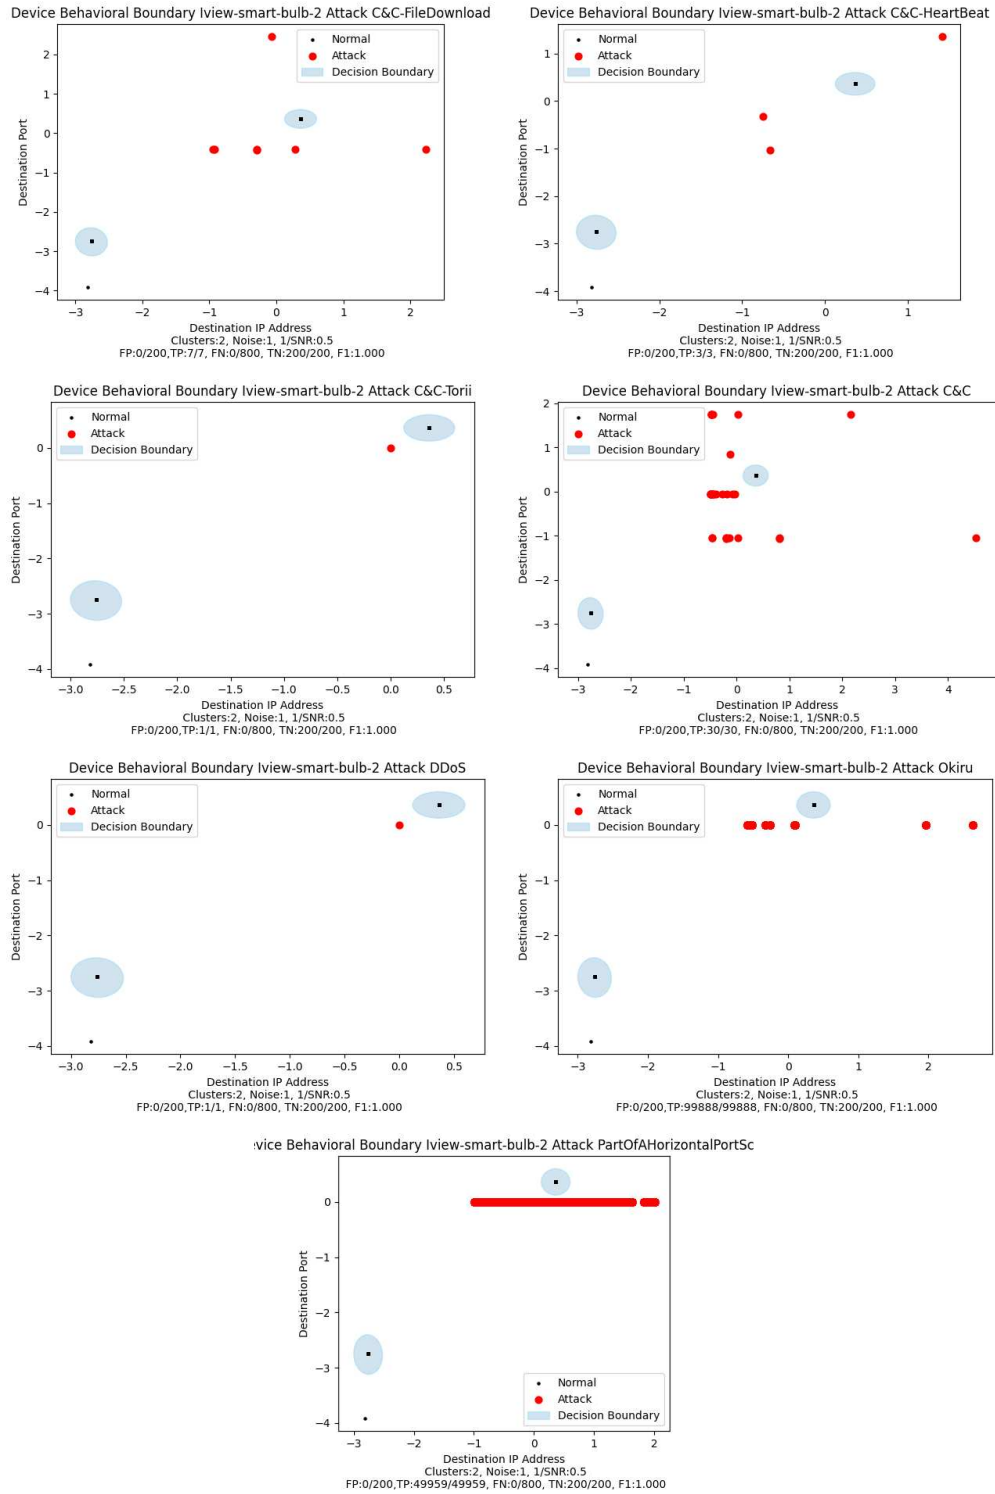 Device Behavioral Boundary Iview-smart-bulb-2 Attack C&C-FileDownload
Normal
Attack
Decision Boundary
Destination Port
2
1
0
−1
−2
−3
−4
−3 −2 −1 0 1 2
Destination IP Address
Clusters:2, Noise:1, 1/SNR:0.5
FP:0/200,TP:7/7, FN:0/800, TN:200/200, F1:1.000
Device Behavioral Boundary Iview-smart-bulb-2 Attack C&C-HeartBeat
Normal
Attack
Decision Boundary
Destination Port
1
0
−1
−2
−3
−4
−3 −2 −1 0 1
Destination IP Address
Clusters:2, Noise:1, 1/SNR:0.5
FP:0/200,TP:3/3, FN:0/800, TN:200/200, F1:1.000
Device Behavioral Boundary Iview-smart-bulb-2 Attack C&C-Torii
Normal
Attack
Decision Boundary
Destination Port
0
−1
−2
−3
−4
−3.0 −2.5 −2.0 −1.5 −1.0 −0.5 0.0 0.5
Destination IP Address
Clusters:2, Noise:1, 1/SNR:0.5
FP:0/200,TP:1/1, FN:0/800, TN:200/200, F1:1.000
Device Behavioral Boundary Iview-smart-bulb-2 Attack C&C
Normal
Attack
Decision Boundary
Destination Port
2
1
0
−1
−2
−3
−4
−3 −2 −1 0 1 2 3 4
Destination IP Address
Clusters:2, Noise:1, 1/SNR:0.5
FP:0/200,TP:30/30, FN:0/800, TN:200/200, F1:1.000
Device Behavioral Boundary Iview-smart-bulb-2 Attack DDoS
Normal
Attack
Decision Boundary
Destination Port
0
−1
−2
−3
−4
−3.0 −2.5 −2.0 −1.5 −1.0 −0.5 0.0 0.5
Destination IP Address
Clusters:2, Noise:1, 1/SNR:0.5
FP:0/200,TP:1/1, FN:0/800, TN:200/200, F1:1.000
Device Behavioral Boundary Iview-smart-bulb-2 Attack Okiru
Normal
Attack
Decision Boundary
Destination Port
0
−1
−2
−3
−4
−3 −2 −1 0 1 2
Destination IP Address
Clusters:2, Noise:1, 1/SNR:0.5
FP:0/200,TP:99888/99888, FN:0/800, TN:200/200, F1:1.000
evice Behavioral Boundary Iview-smart-bulb-2 Attack PartOfAHorizontalPortSc
Destination Port
0
−1
−2
−3
−4
Normal
Attack
Decision Boundary
−3 −2 −1 0 1 2
Destination IP Address
Clusters:2, Noise:1, 1/SNR:0.5
FP:0/200,TP:49959/49959, FN:0/800, TN:200/200, F1:1.000